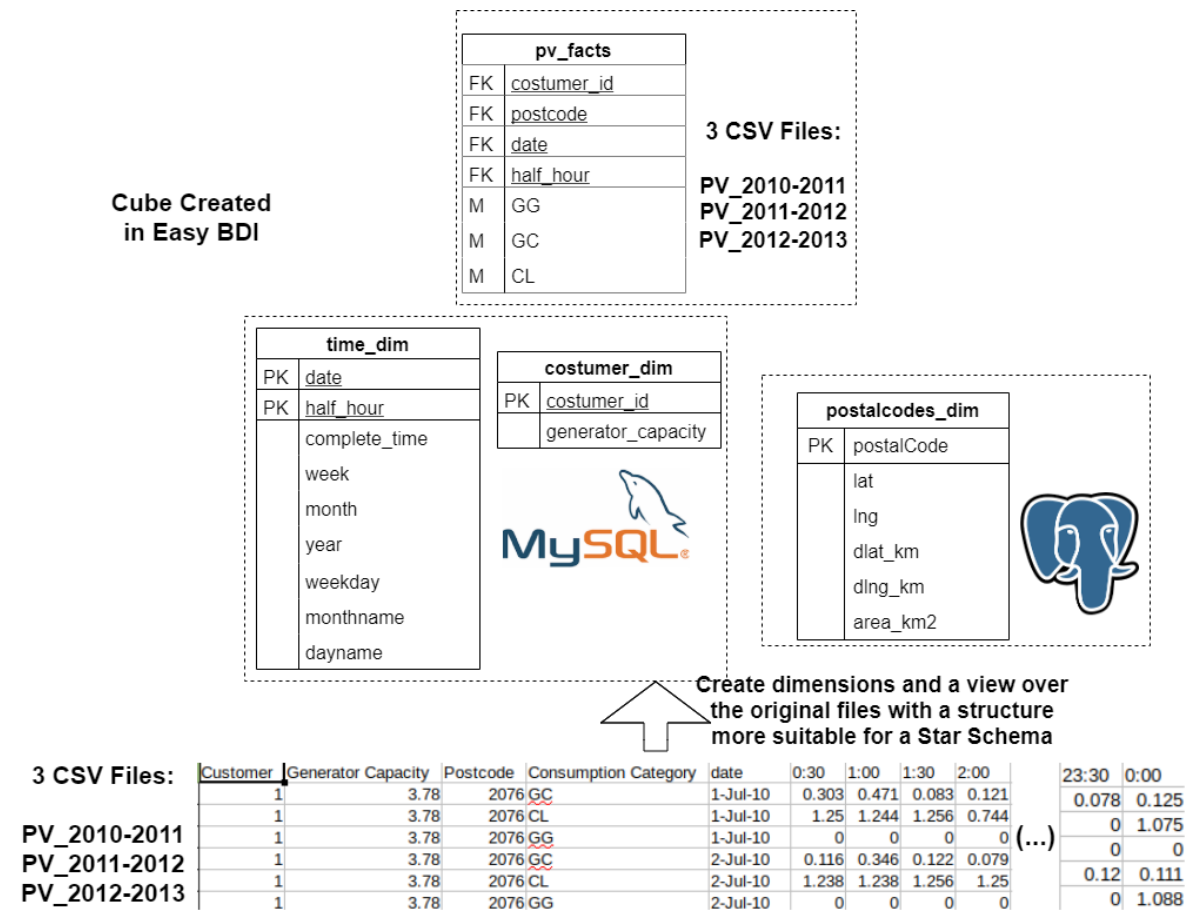 pv_facts
FK costumer_id
FK postcode
FK date
FK half_hour
M GG
M GC
M CL
3 CSV Files:
PV_2010-2011
PV_2011-2012
PV_2012-2013
Cube Created
in Easy BDI
time_dim
PK date
PK half_hour
complete_time
week
month
year
weekday
monthname
dayname
costumer_dim
PK costumer_id
generator_capacity
MySQL®
postalcodes_dim
PK postalCode
lat
lng
dlat_km
dlng_km
area_km2
Create dimensions and a view over
the original files with a structure
more suitable for a Star Schema
3 CSV Files:
PV_2010-2011
PV_2011-2012
PV_2012-2013
Customer Generator Capacity Postcode Consumption Category date 0:30 1:00 1:30 2:00 23:30 0:00
1 3.78 2076 GC 1-Jul-10 0.303 0.471 0.083 0.121 0.078 0.125
1 3.78 2076 CL 1-Jul-10 1.25 1.244 1.256 0.744 0 1.075
1 3.78 2076 GG 1-Jul-10 0 0 0 0 (...) 0 0
1 3.78 2076 GC 2-Jul-10 0.116 0.346 0.122 0.079 0.12 0.111
1 3.78 2076 CL 2-Jul-10 1.238 1.238 1.256 1.25 0 1.088
1 3.78 2076 GG 2-Jul-10 0 0 0 0